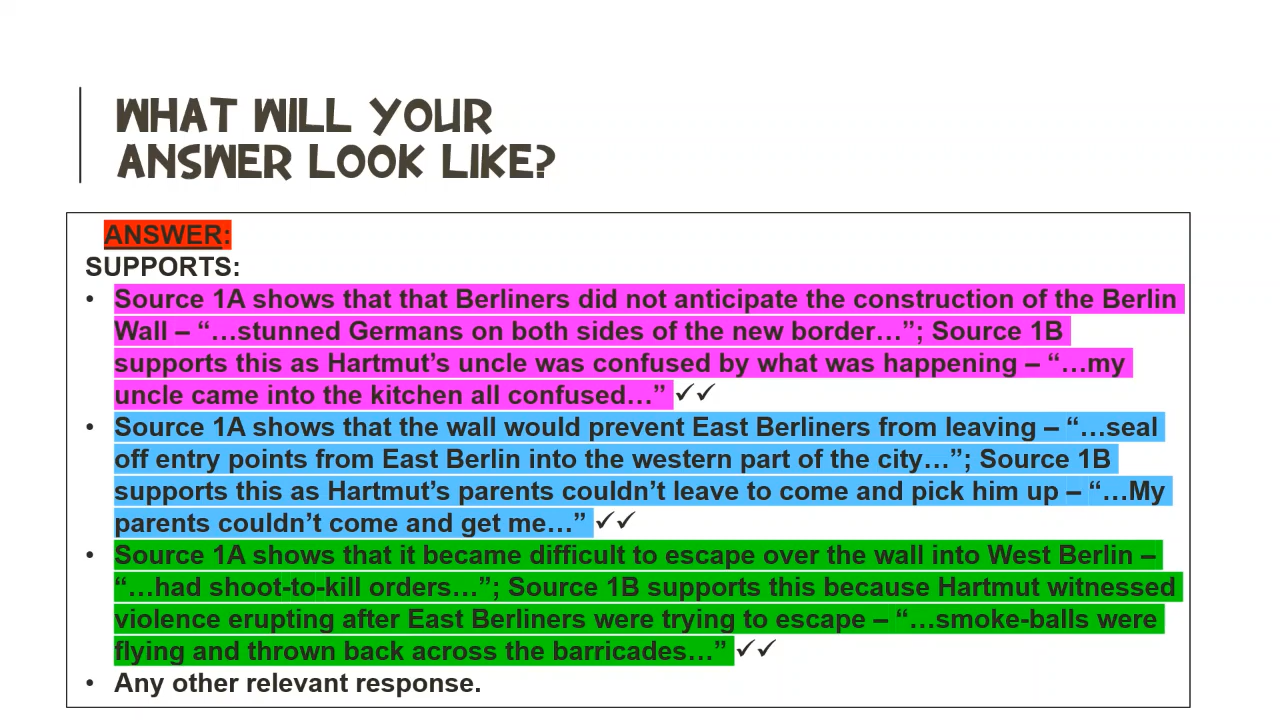 WHAT WILL YOUR
ANSWER LOOK LIKE?
ANSWER:
SUPPORTS:
• Source 1A shows that that Berliners did not anticipate the construction of the Berlin
Wall – “…stunned Germans on both sides of the new border…”; Source 1B
supports this as Hartmut’s uncle was confused by what was happening – “…my
uncle came into the kitchen all confused…” ✓✓
• Source 1A shows that the wall would prevent East Berliners from leaving – “…seal
off entry points from East Berlin into the western part of the city…”; Source 1B
supports this as Hartmut’s parents couldn’t leave to come and pick him up – “…My
parents couldn’t come and get me…” ✓✓
• Source 1A shows that it became difficult to escape over the wall into West Berlin –
“…had shoot-to-kill orders…”; Source 1B supports this because Hartmut witnessed
violence erupting after East Berliners were trying to escape – “…smoke-balls were
flying and thrown back across the barricades…” ✓✓
• Any other relevant response.